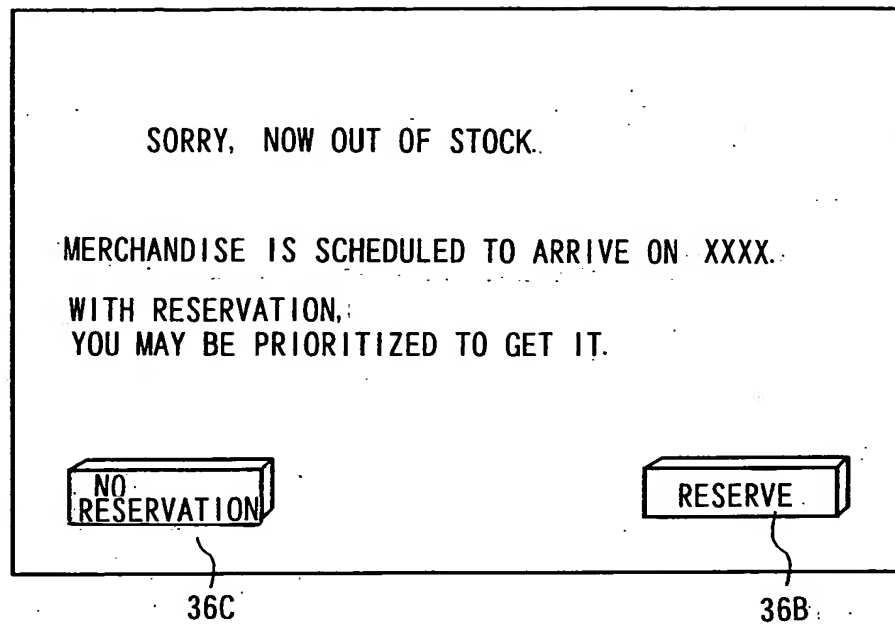 SORRY, NOW OUT OF STOCK.
MERCHANDISE IS SCHEDULED TO ARRIVE ON XXXX.
WITH RESERVATION,
YOU MAY BE PRIORITIZED TO GET IT.
NO
RESERVATION
RESERVE
36C
36B